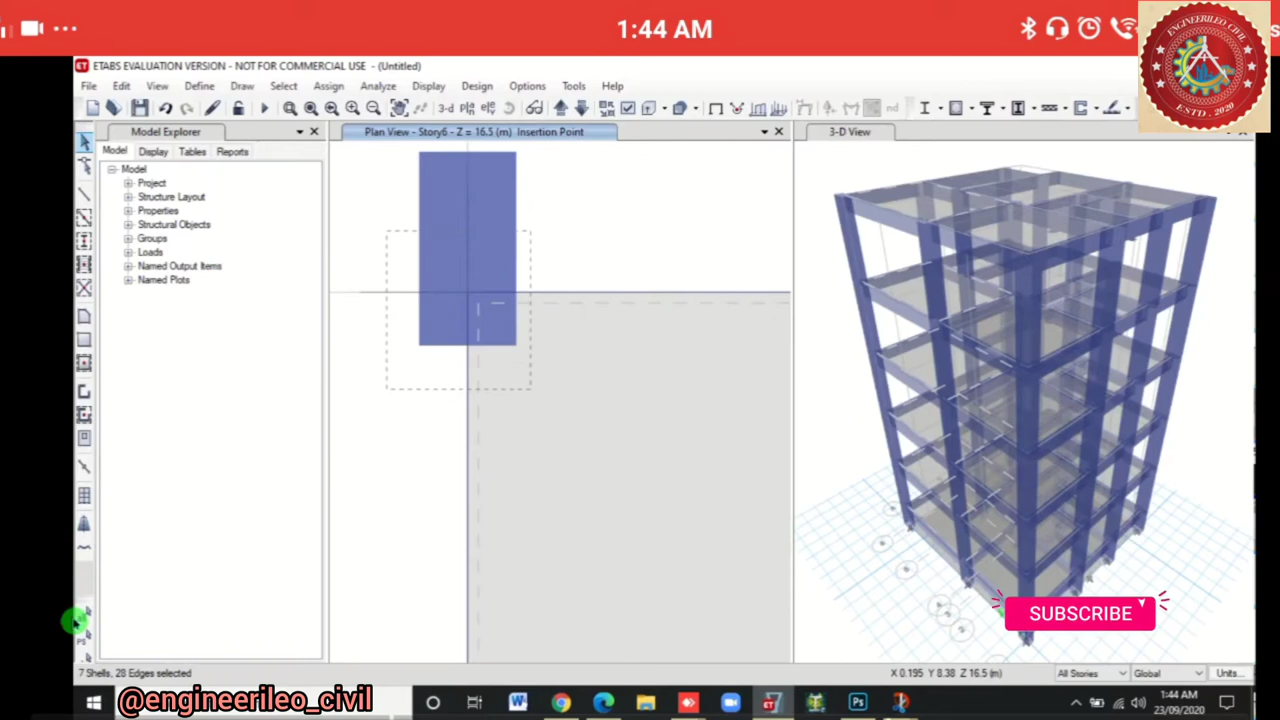 1:44 AM
ENGINEERILEO CIVIL
ESTD . 2020
ETABS EVALUATION VERSION - NOT FOR COMMERCIAL USE - (Untitled)
File Edit View Define Draw Select Assign Analyze Display Design Options Tools Help
3-d
nd
Model Explorer
Plan View - Story6 - Z = 16.5 (m) Insertion Point
3-D View
Model Display Tables Reports
Model
Project
Structure Layout
Properties
Structural Objects
Groups
Loads
Named Output Items
Named Plots
SUBSCRIBE
7 Shells, 28 Edges selected
X 0.195 Y 8.38 Z 16.5 (m)
All Stories
Global
Units...
@engineerileo_civil
1:44 AM
23/09/2020